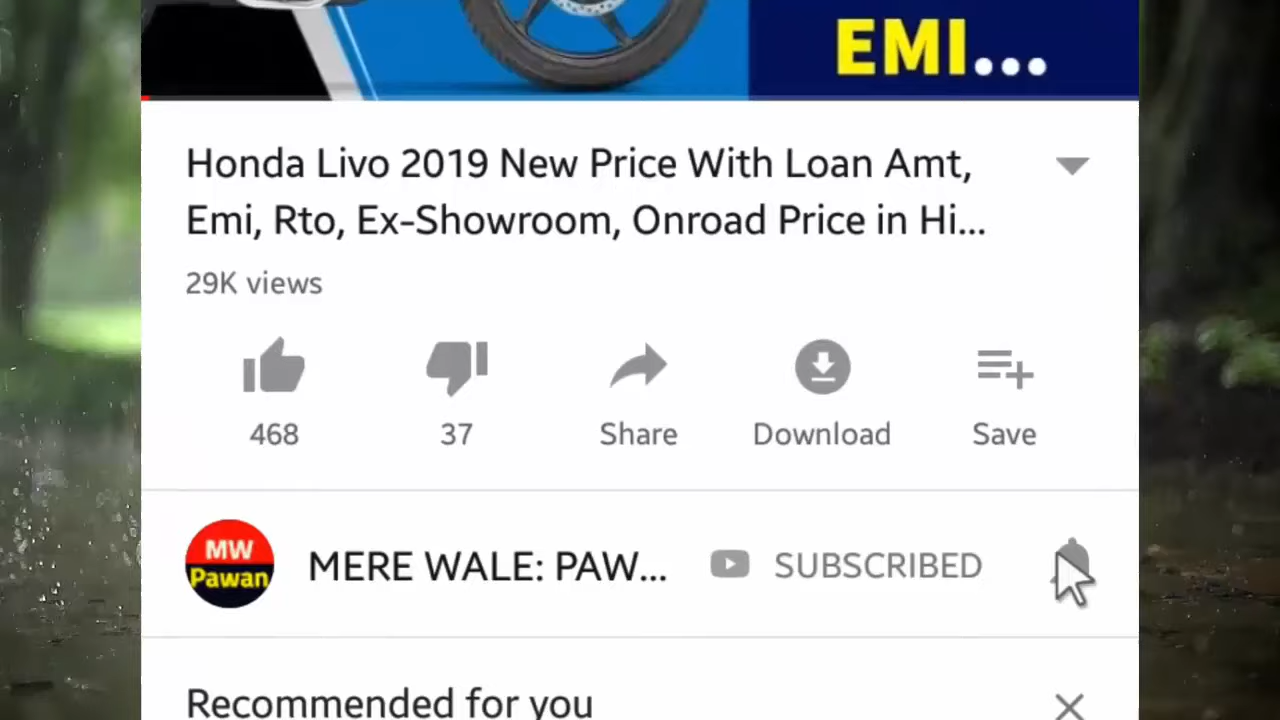 EMI...
Honda Livo 2019 New Price With Loan Amt,
Emi, Rto, Ex-Showroom, Onroad Price in Hi...
29K views
468
37
Share
Download
Save
MW
Pawan
MERE WALE: PAW...
SUBSCRIBED
Recommended for you